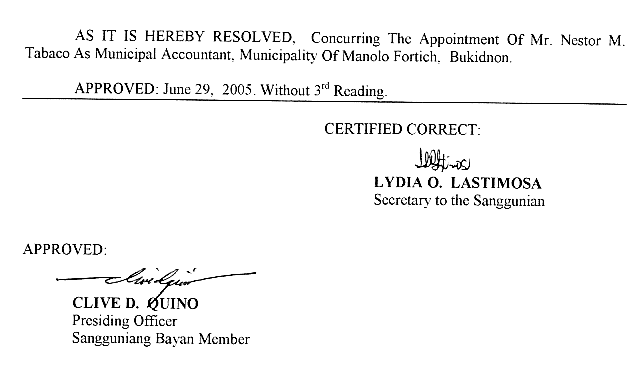 AS IT IS HEREBY RESOLVED, Concurring The Appointment Of Mr. Nestor M.
Tabaco As Municipal Accountant, Municipality Of Manolo Fortich, Bukidnon.
APPROVED: June 29, 2005. Without 3rd Reading.
CERTIFIED CORRECT:
LYDIA O. LASTIMOSA
Secretary to the Sanggunian
APPROVED:
CLIVE D. QUINO
Presiding Officer
Sangguniang Bayan Member